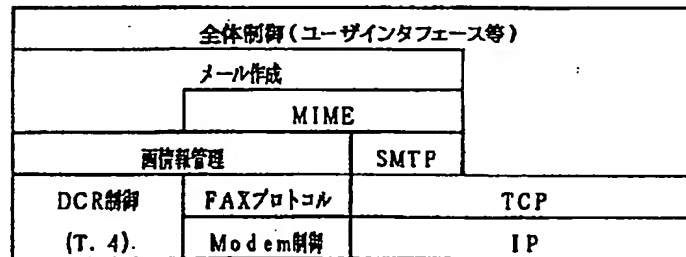 全体制御(ユーザインタフェース等)
メール作成
MIME
画情報管理
SMTP
DCR制御
FAXプロトコル
TCP
(T.4).
Modem制御
IP